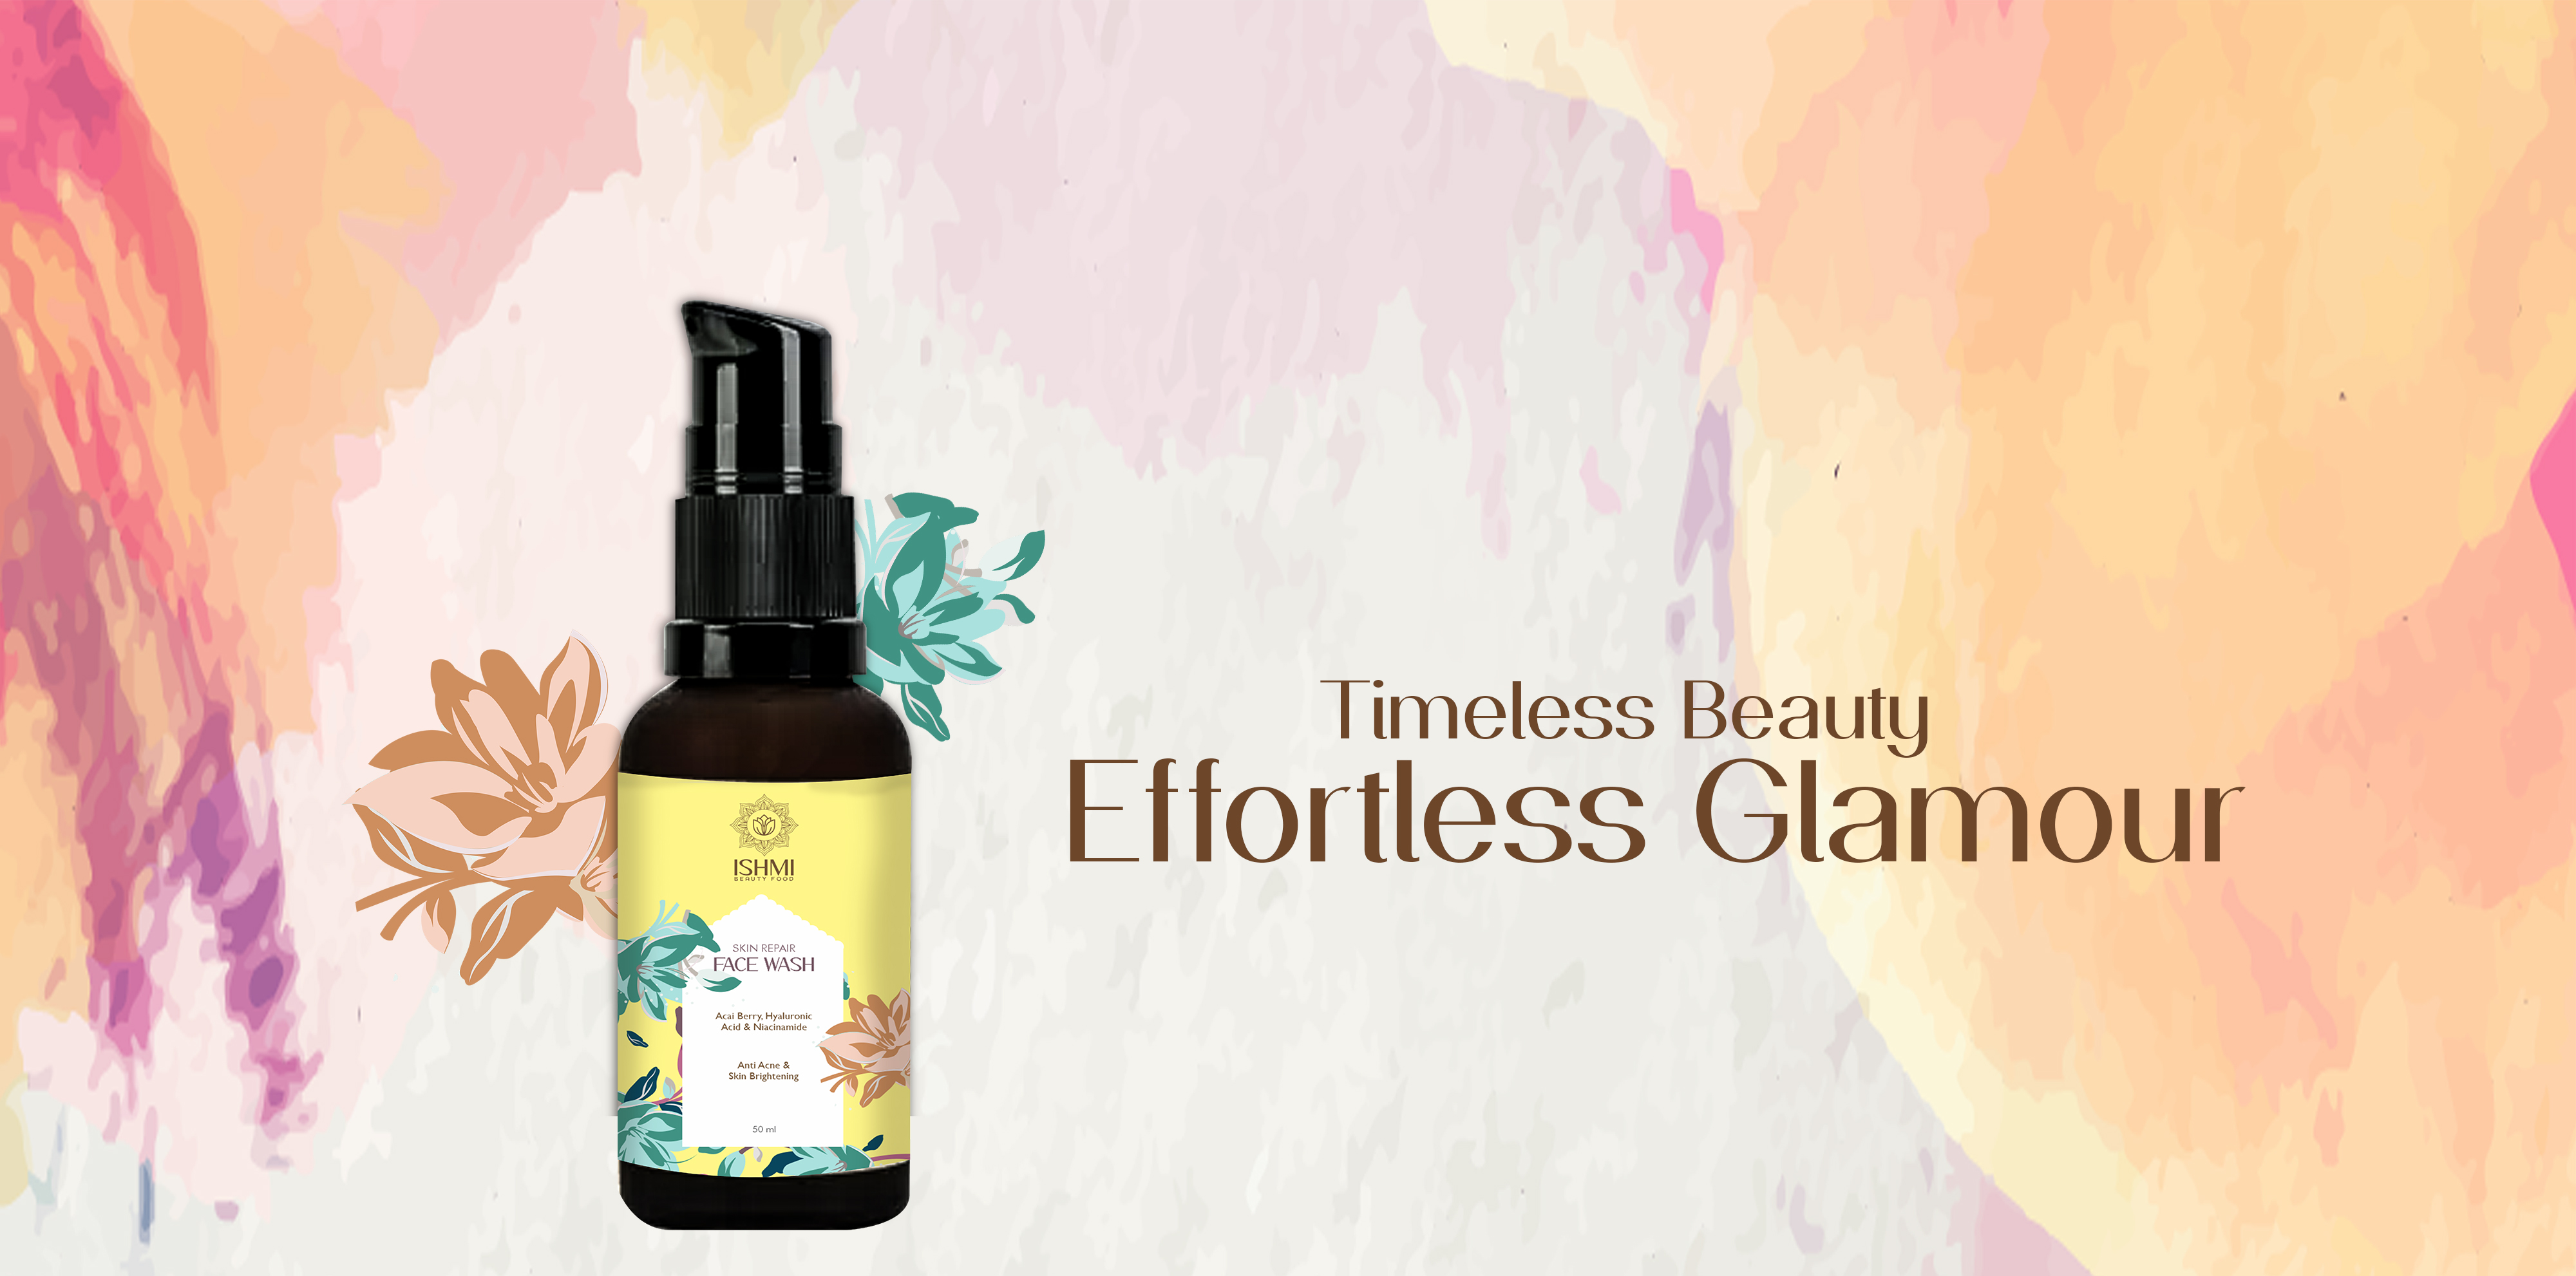 Timeless Beauty
Effortless Glamour
ISHMI
BEAUTY FOOD
SKIN REPAIR
FACE WASH
Acai Berry, Hyaluronic
Acid & Niacinamide
Anti Acne &
Skin Brightening
50 ml